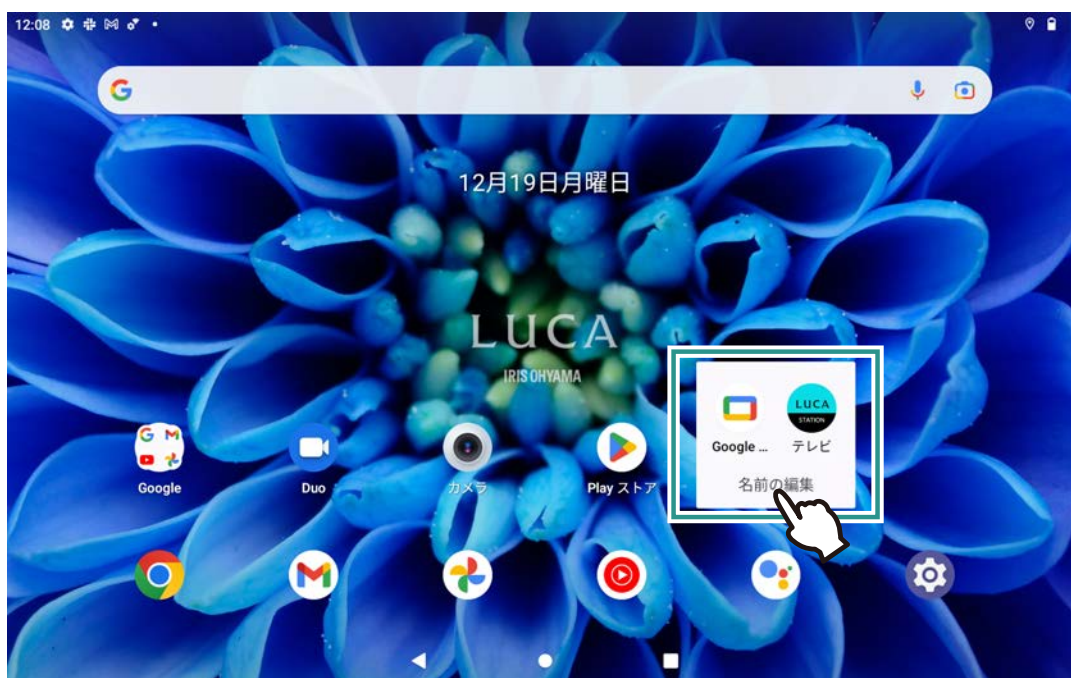 12:08
12月19日月曜日
LUCA
IRIS OHYAMA
LUCA
STATION
Google ...
テレビ
名前の編集
Google
Duo
カメラ
Play ストア